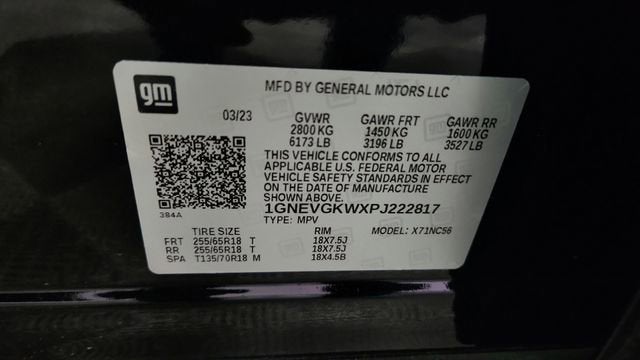 gm
MFD BY GENERAL MOTORS LLC
03/23 GVWR GAWR FRT GAWR RR
2800 KG 1450 KG 1600 KG
6173 LB 3196 LB 3527 LB
THIS VEHICLE CONFORMS TO ALL
APPLICABLE U.S. FEDERAL MOTOR
VEHICLE SAFETY STANDARDS IN EFFECT
ON THE DATE OF MANUFACTURE
SHOWN ABOVE.
1GNEVGKWXPJ222817
384A
TYPE: MPV MODEL: X71NC56
TIRE SIZE RIM
FRT 255/65R18 T 18X7.5J
RR 255/65R18 T 18X7.5J
SPA T135/70R18 M 18X4.5B